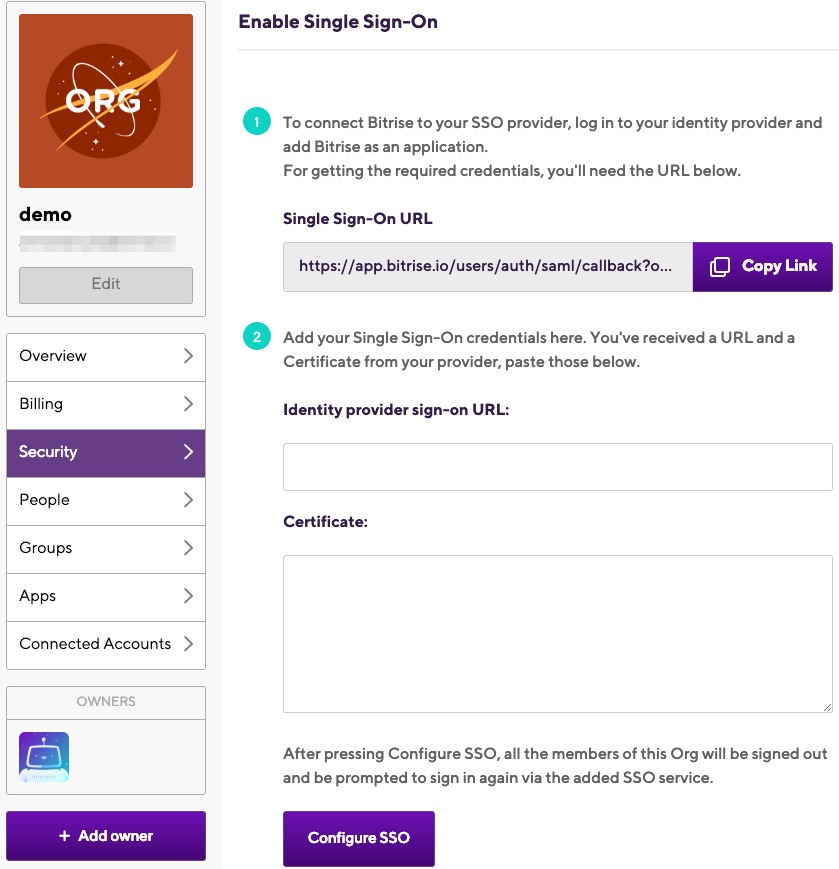 ORG
demo
Edit
Overview
Billing
Security
People
Groups
Apps
Connected Accounts
OWNERS
+ Add owner
Enable Single Sign-On
1
To connect Bitrise to your SSO provider, log in to your identity provider and
add Bitrise as an application.
For getting the required credentials, you'll need the URL below.
Single Sign-On URL
https://app.bitrise.io/users/auth/saml/callback?o...
Copy Link
2
Add your Single Sign-On credentials here. You've received a URL and a
Certificate from your provider, paste those below.
Identity provider sign-on URL:
Certificate:
After pressing Configure SSO, all the members of this Org will be signed out
and be prompted to sign in again via the added SSO service.
Configure SSO